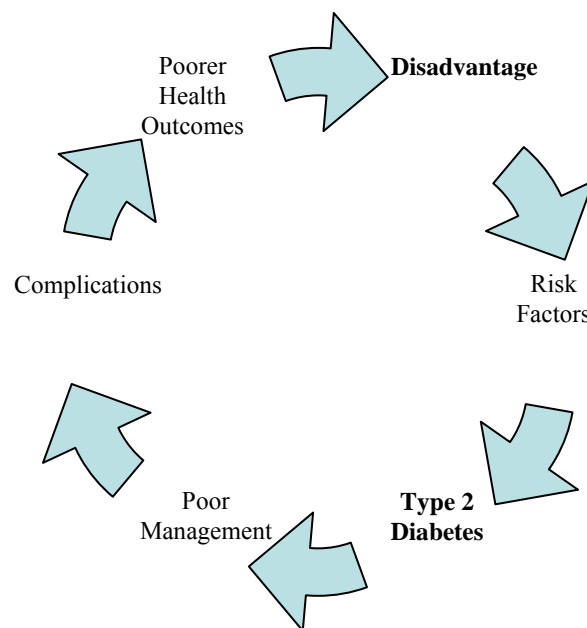 Poorer
Health
Outcomes
Disadvantage
Risk
Factors
Type 2
Diabetes
Poor
Management
Complications